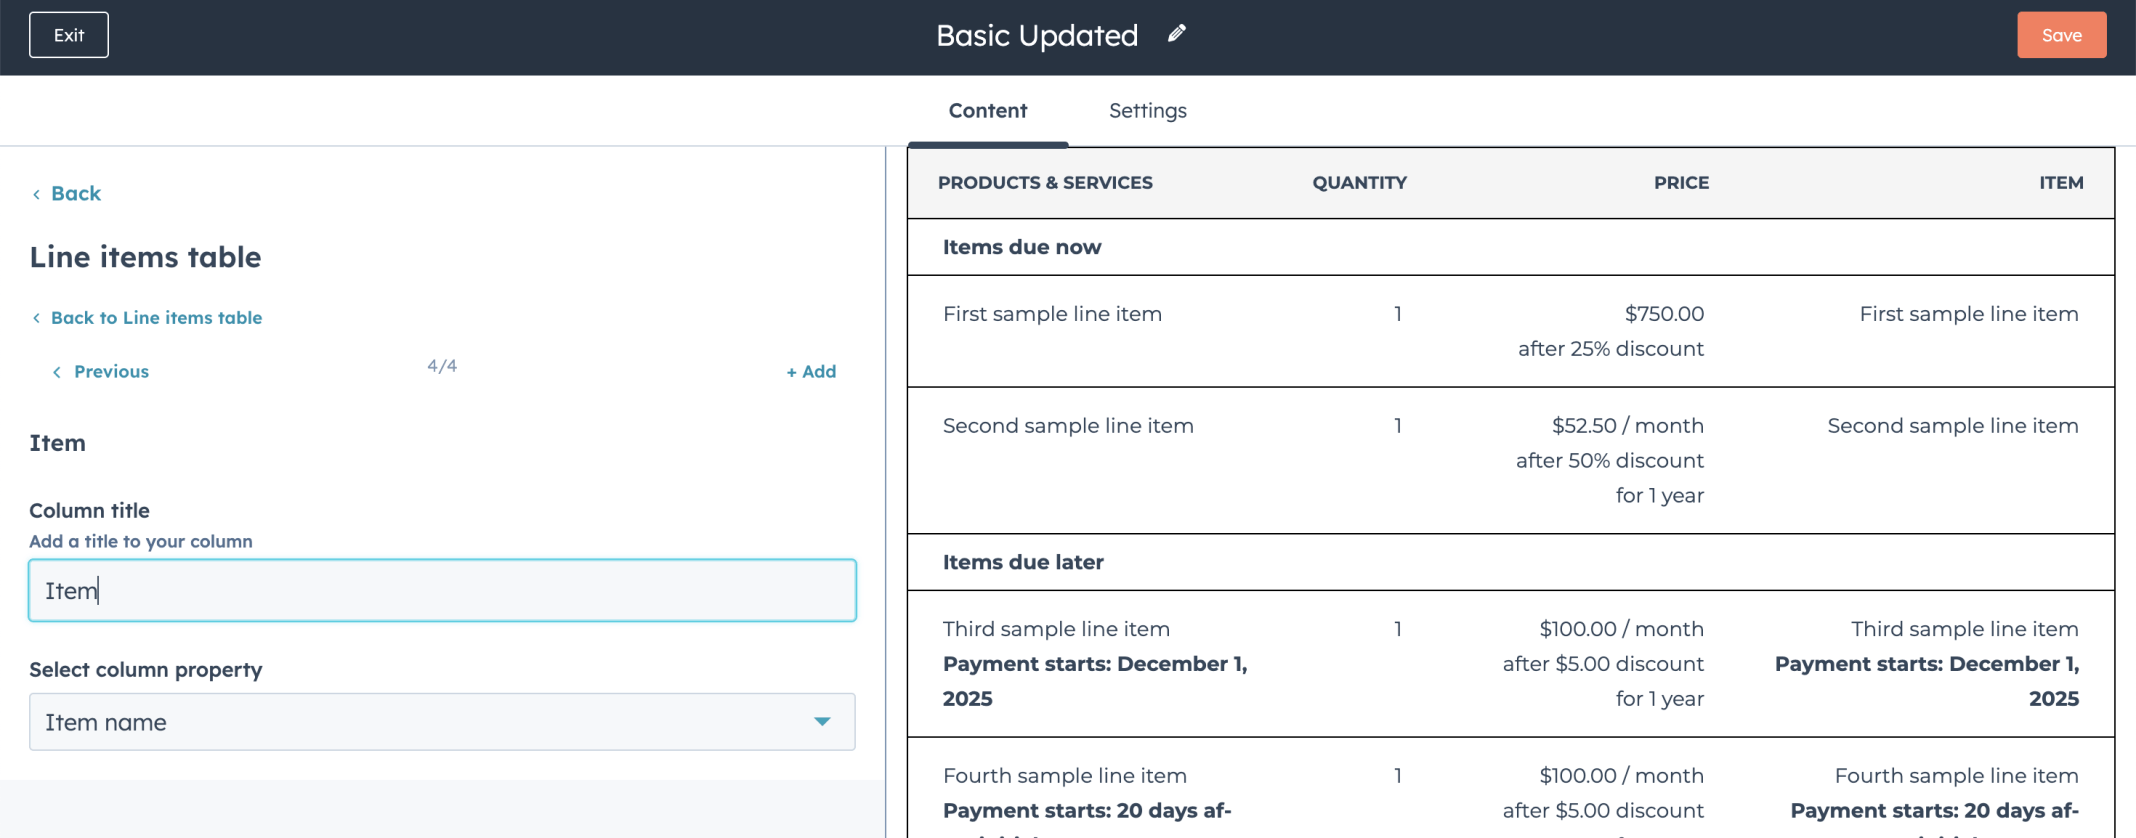 Exit
Basic Updated
Save
Content
Settings
Back
Line items table
Back to Line items table
Previous
4/4
+ Add
Item
Column title
Add a title to your column
Item
Select column property
Item name
PRODUCTS & SERVICES QUANTITY PRICE ITEM
Items due now
First sample line item 1 $750.00 First sample line item
after 25% discount
Second sample line item 1 $52.50 / month Second sample line item
after 50% discount
for 1 year
Items due later
Third sample line item 1 $100.00 / month Third sample line item
Payment starts: December 1, after $5.00 discount Payment starts: December 1,
2025 for 1 year 2025
Fourth sample line item 1 $100.00 / month Fourth sample line item
Payment starts: 20 days af- after $5.00 discount Payment starts: 20 days af-